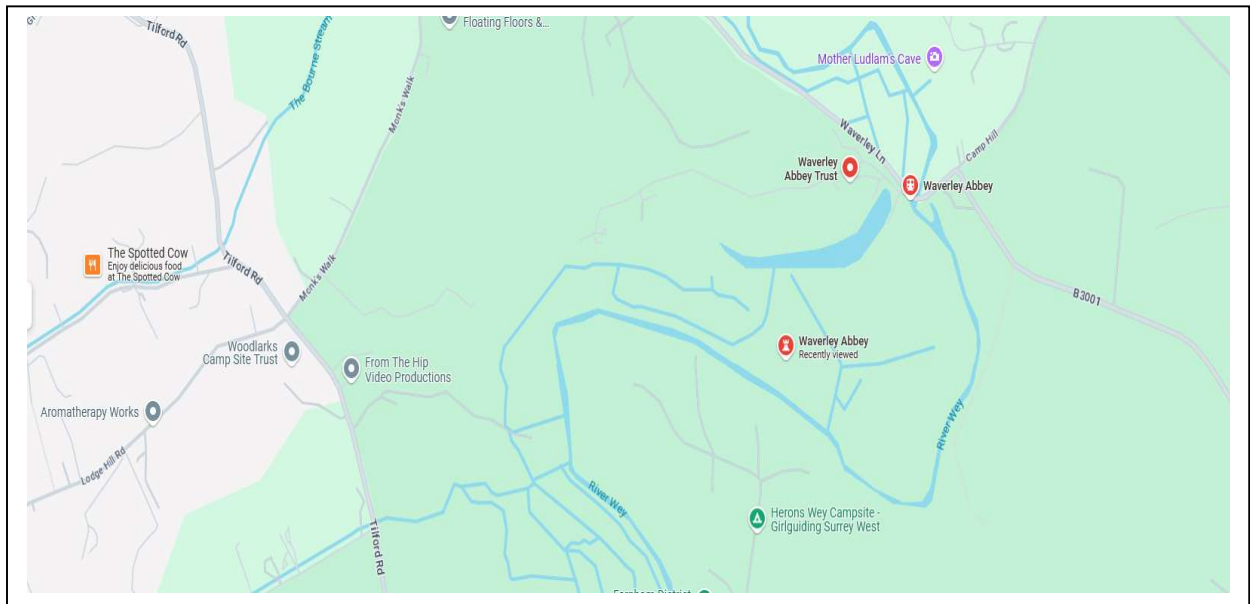 Floating Floors &...
Tilford Rd
The Bourne Stream
Monk's Walk
Mother Ludlam's Cave
Waverley Ln
Camp Hill
Waverley
Abbey Trust
Waverley Abbey
The Spotted Cow
Enjoy delicious food
at The Spotted Cow
Tilford Rd
Monk's Walk
B3001
Woodlarks
Camp Site Trust
From The Hip
Video Productions
Waverley Abbey
Recently viewed
Aromatherapy Works
Lodge Hill Rd
River Wey
River Wey
Herons Wey Campsite -
Girlguiding Surrey West
Tilford Rd